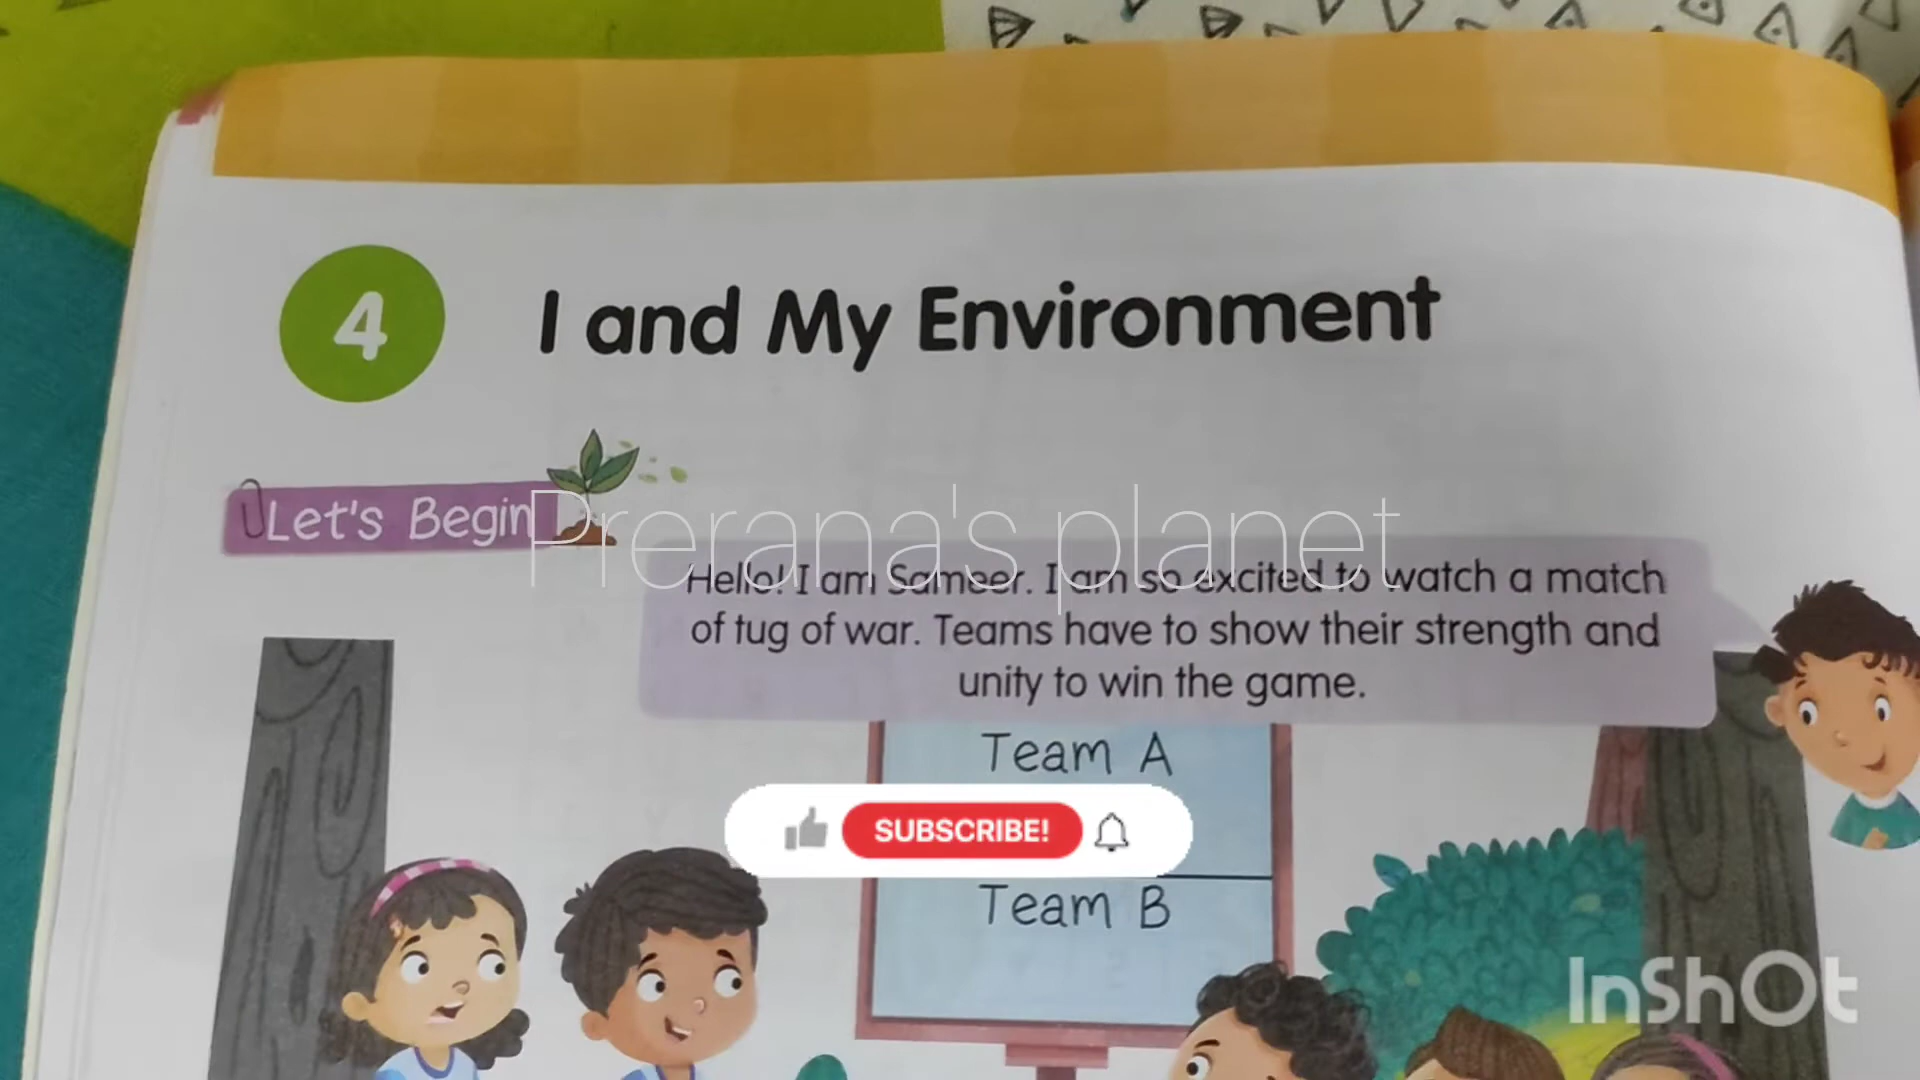 4
I and My Environment
Let's Begin
Prerana's planet
Hello! I am Sameer. I am so excited to watch a match
of tug of war. Teams have to show their strength and
unity to win the game.
Team A
SUBSCRIBE!
Team B
InShOt